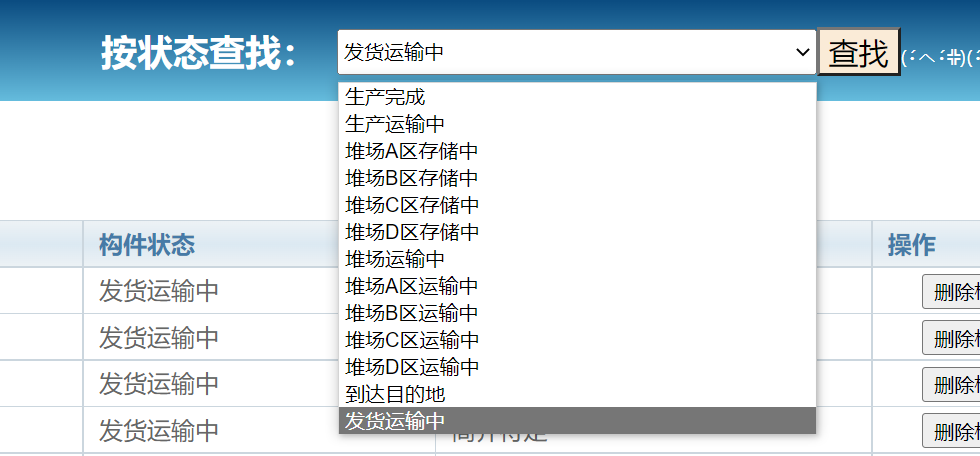 按状态查找： 发货运输中 查找
生产完成
生产运输中
堆场A区存储中
堆场B区存储中
堆场C区存储中
堆场D区存储中
堆场运输中
堆场A区运输中
堆场B区运输中
堆场C区运输中
堆场D区运输中
到达目的地
发货运输中
构件状态 操作
发货运输中 删除
发货运输中 删除
发货运输中 删除
发货运输中 删除